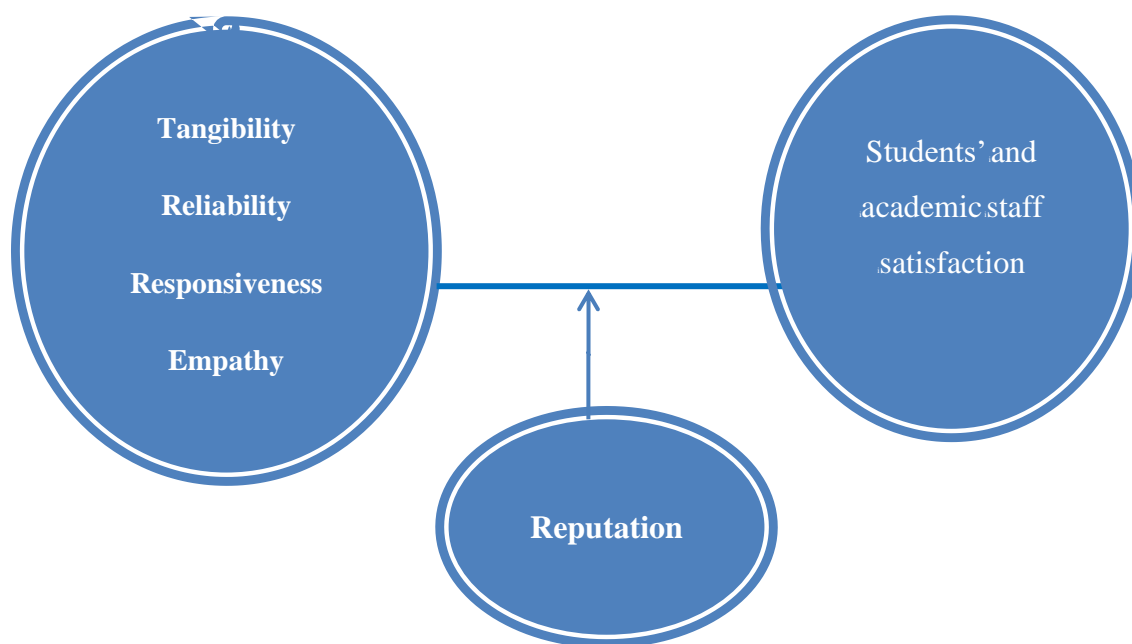 Tangibility
Reliability
Responsiveness
Empathy
Students’ and
academic staff
satisfaction
Reputation